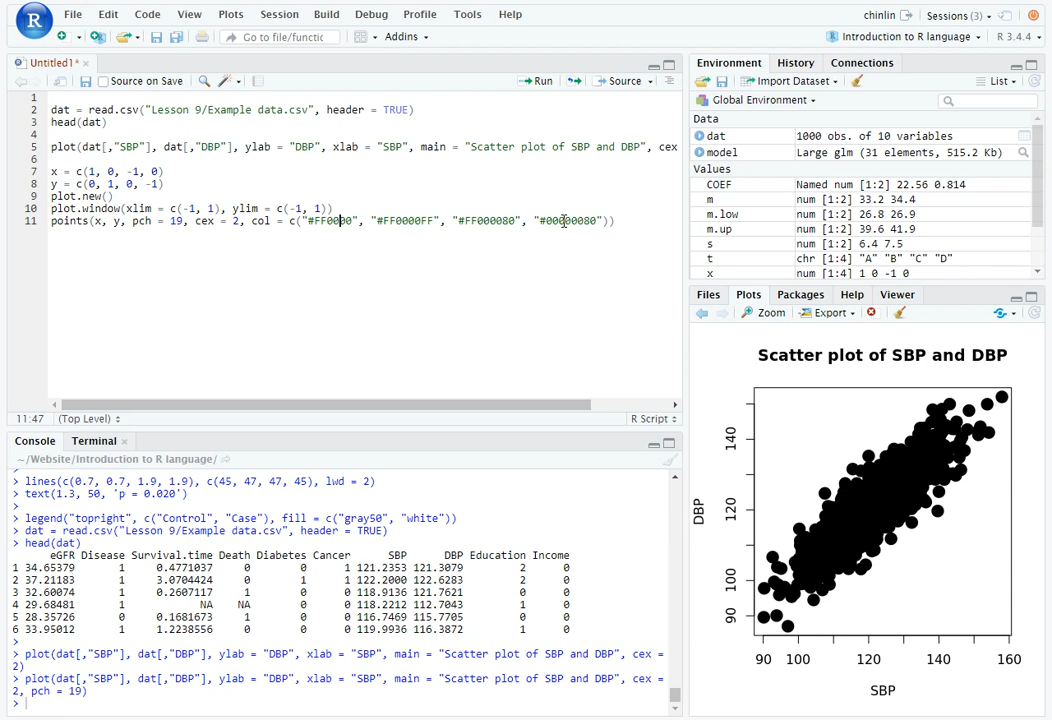 File Edit Code View Plots Session Build Debug Profile Tools Help
chinlin Sessions (3)
Go to file/functic Addins
Introduction to R language R 3.4.4
Untitled1*
Source on Save Run Source
1
2 dat = read.csv("Lesson 9/Example data.csv", header = TRUE)
3 head(dat)
4
5 plot(dat[,"SBP"], dat[,"DBP"], ylab = "DBP", xlab = "SBP", main = "Scatter plot of SBP and DBP", cex
6
7 x = c(1, 0, -1, 0)
8 y = c(0, 1, 0, -1)
9 plot.new()
10 plot.window(xlim = c(-1, 1), ylim = c(-1, 1))
11 points(x, y, pch = 19, cex = 2, col = c("#FF0000", "#FF0000FF", "#FF000080", "#00000080"))
11:47 (Top Level) R Script
Console Terminal
~/Website/Introduction to R language/
>
> lines(c(0.7, 0.7, 1.9, 1.9), c(45, 47, 47, 45), lwd = 2)
> text(1.3, 50, 'p = 0.020')
>
> legend("topright", c("Control", "Case"), fill = c("gray50", "white"))
> dat = read.csv("Lesson 9/Example data.csv", header = TRUE)
> head(dat)
eGFR Disease Survival.time Death Diabetes Cancer SBP DBP Education Income
1 34.65379 1 0.4771037 0 0 1 121.2353 121.3079 2 0
2 37.21183 1 3.0704424 0 1 1 122.2000 122.6283 2 0
3 32.60074 1 0.2607117 1 0 0 118.9136 121.7621 0 0
4 29.68481 1 NA NA 0 0 118.2212 112.7043 1 0
5 28.35726 0 0.1681673 1 0 0 116.7469 115.7705 0 0
6 33.95012 1 1.2238556 0 0 0 119.9936 116.3872 1 0
>
> plot(dat[,"SBP"], dat[,"DBP"], ylab = "DBP", xlab = "SBP", main = "Scatter plot of SBP and DBP", cex =
2)
> plot(dat[,"SBP"], dat[,"DBP"], ylab = "DBP", xlab = "SBP", main = "Scatter plot of SBP and DBP", cex =
2, pch = 19)
>
Environment History Connections
Import Dataset List
Global Environment
Data
dat 1000 obs. of 10 variables
model Large glm (31 elements, 515.2 Kb)
Values
COEF Named num [1:2] 22.56 0.814
m num [1:2] 33.2 34.4
m.low num [1:2] 26.8 26.9
m.up num [1:2] 39.6 41.9
s num [1:2] 6.4 7.5
t chr [1:4] "A" "B" "C" "D"
x num [1:4] 1 0 -1 0
Files Plots Packages Help Viewer
Zoom Export
Scatter plot of SBP and DBP
DBP
140
120
100
90
90 100 120 140 160
SBP